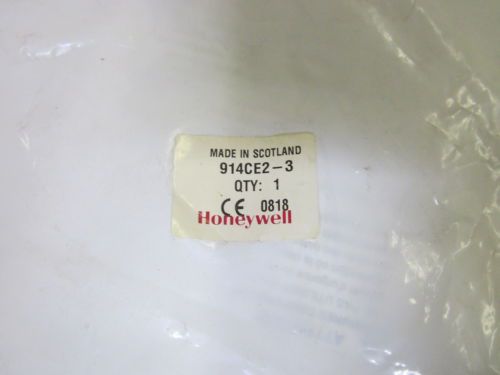 MADE IN SCOTLAND
914CE2-3
QTY: 1
CE 0818
Honeywell